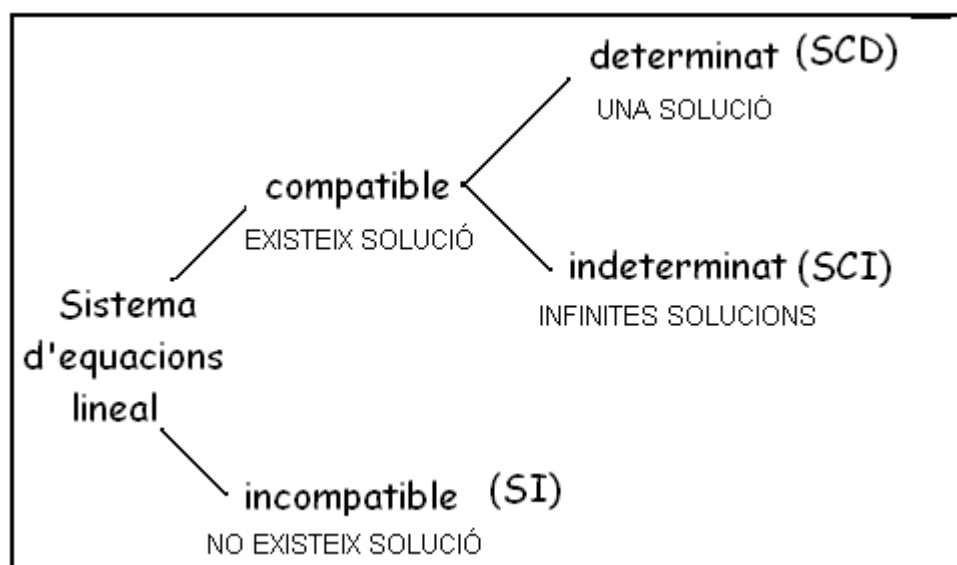 determinat (SCD)
UNA SOLUCIÓ
compatible
EXISTEIX SOLUCIÓ
indeterminat (SCI)
INFINITES SOLUCIONS
Sistema
d'equacions
lineal
incompatible (SI)
NO EXISTEIX SOLUCIÓ